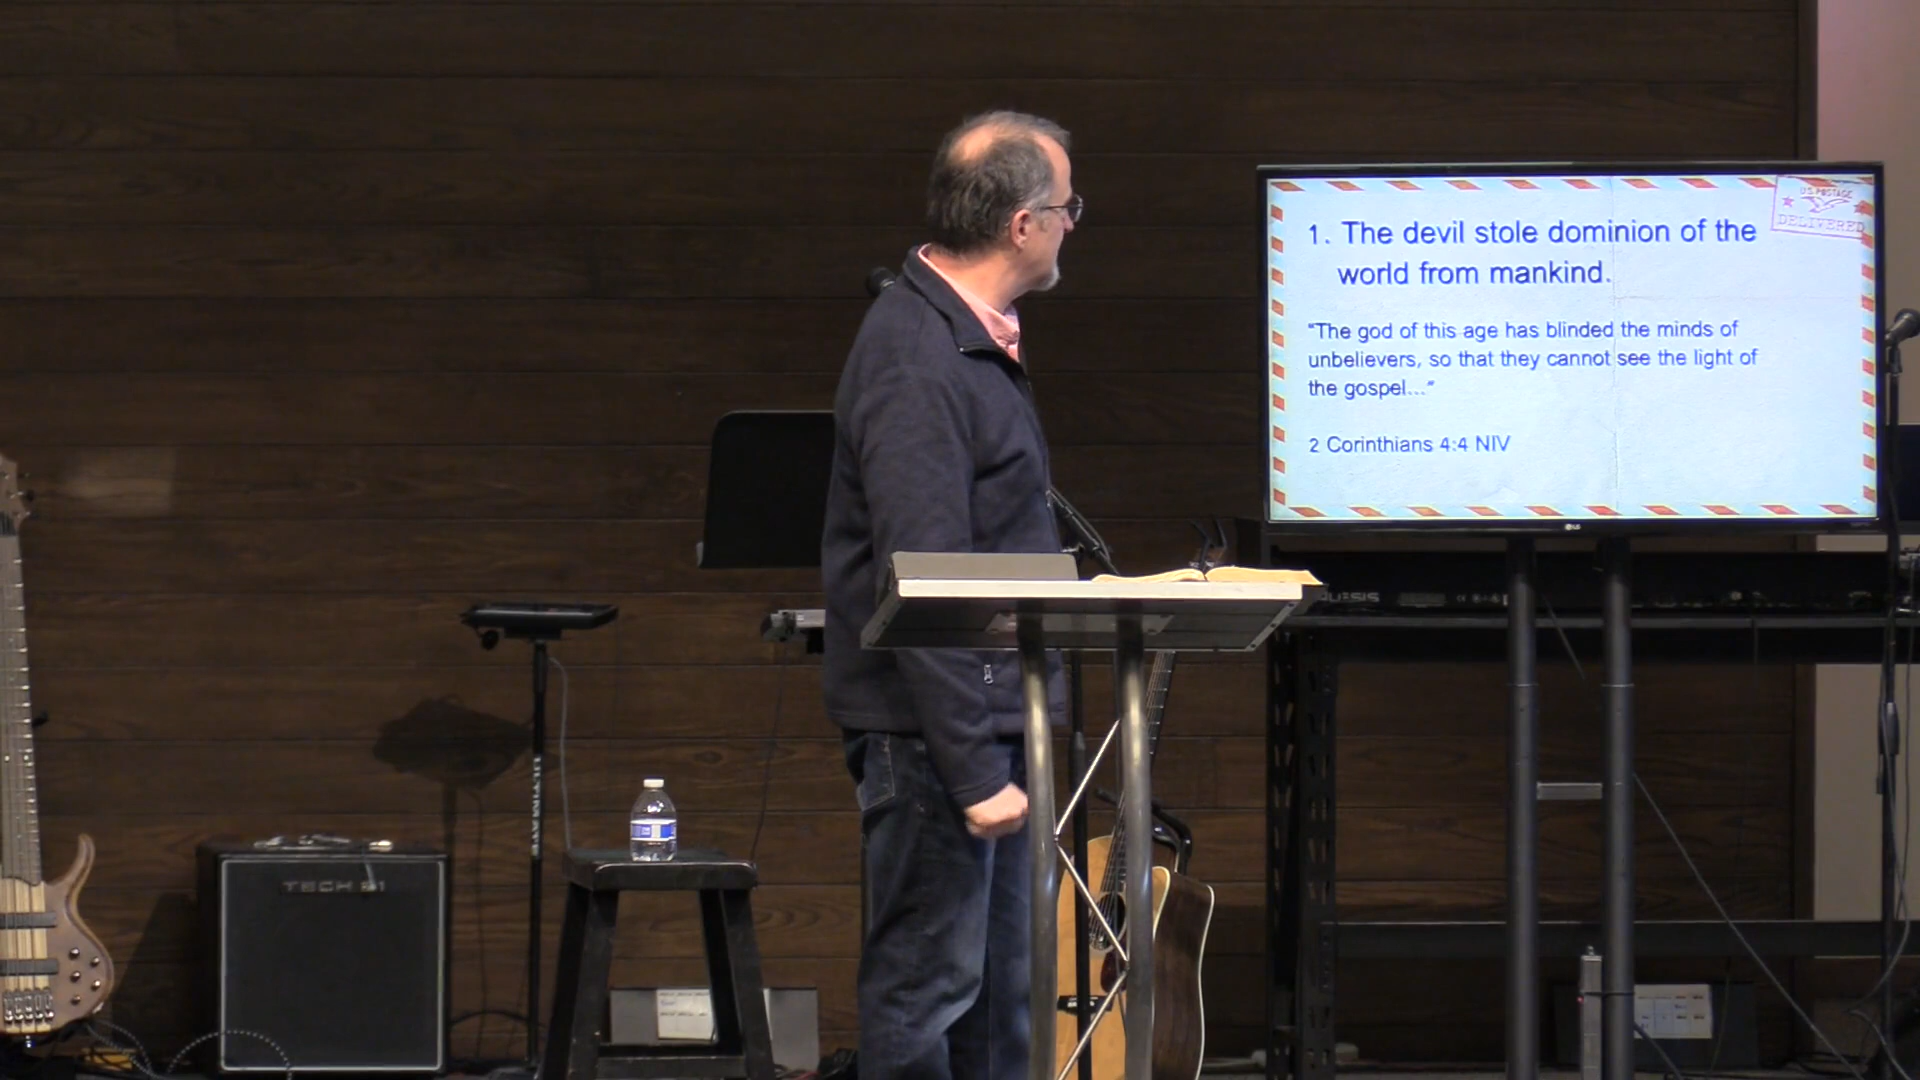 U.S. POSTAGE
DELIVERED
1. The devil stole dominion of the
world from mankind.
"The god of this age has blinded the minds of
unbelievers, so that they cannot see the light of
the gospel..."
2 Corinthians 4:4 NIV
LG
TECH 21
ULTIMATE